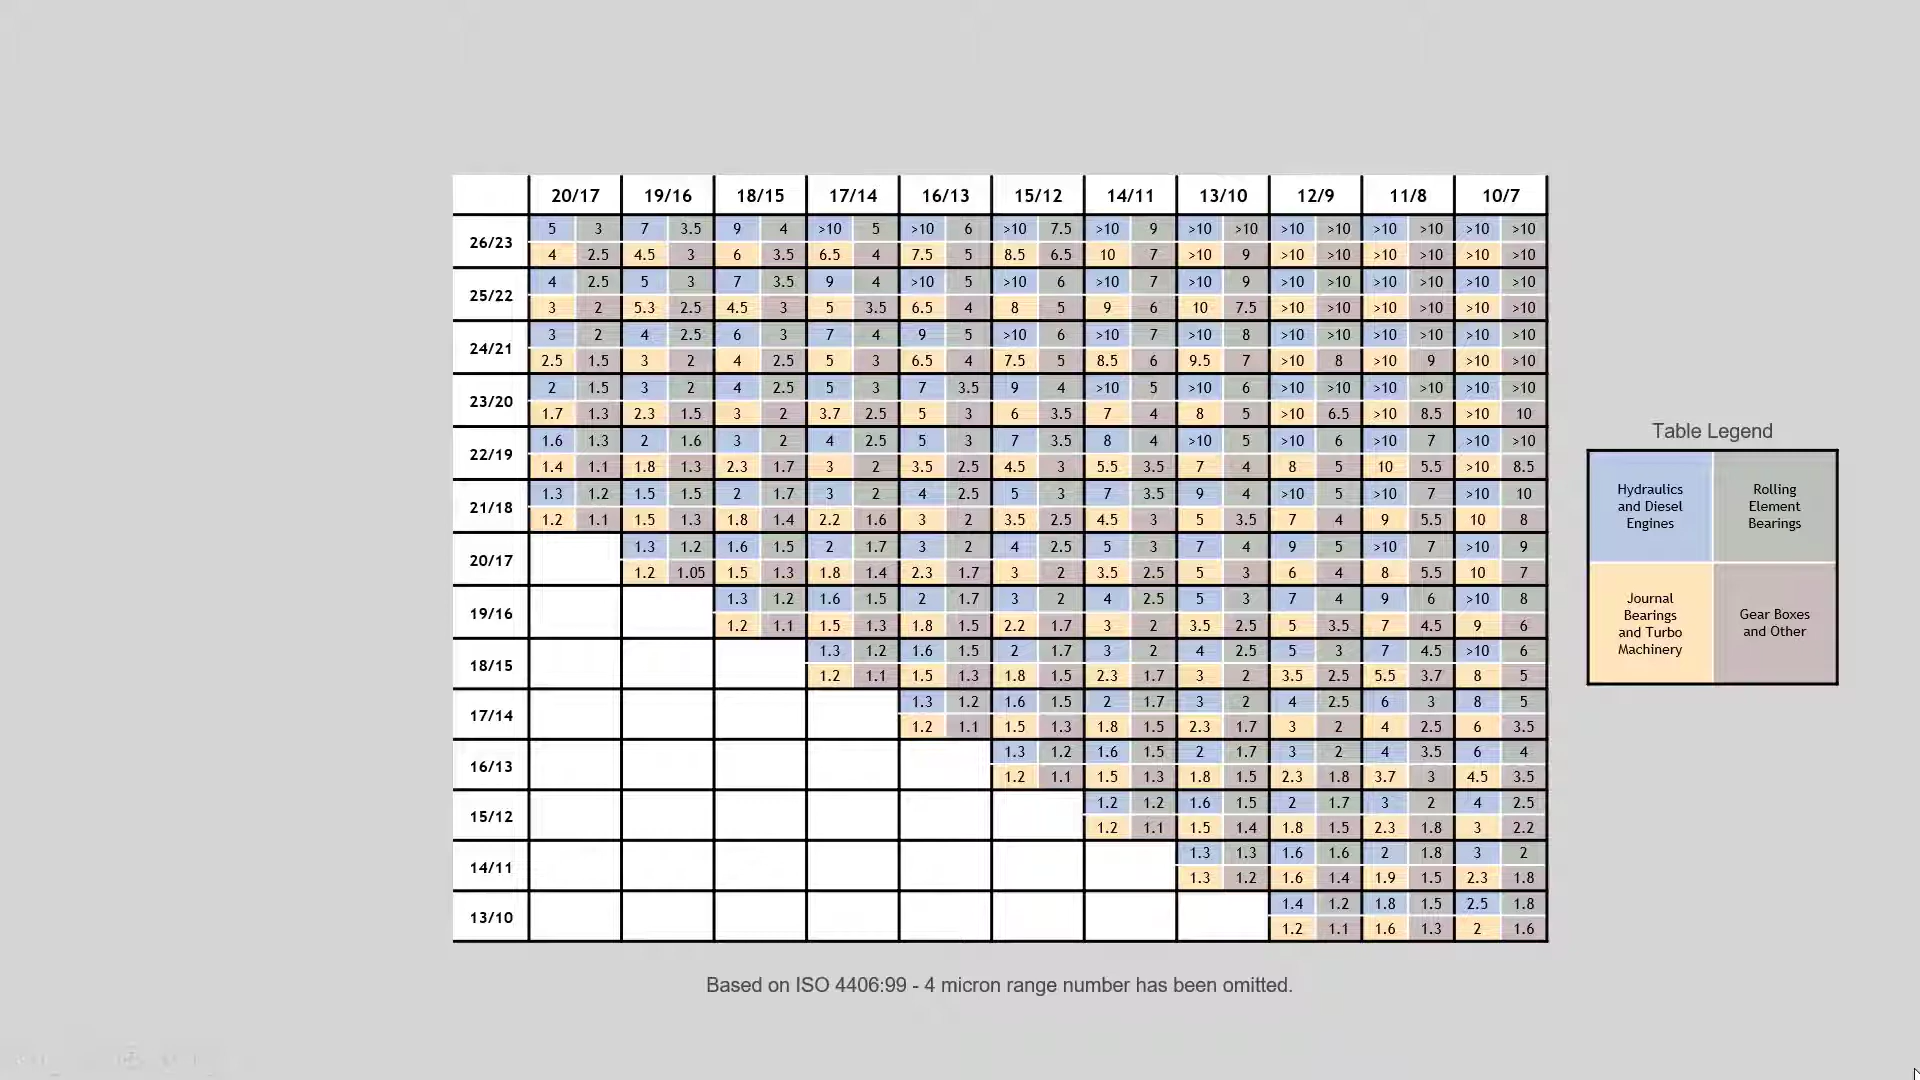 20/17 19/16 18/15 17/14 16/13 15/12 14/11 13/10 12/9 11/8 10/7
26/23
5 3 7 3.5 9 4 >10 5 >10 6 >10 7.5 >10 9 >10 >10 >10 >10 >10 >10 >10 >10
4 2.5 4.5 3 6 3.5 6.5 4 7.5 5 8.5 6.5 10 7 >10 9 >10 >10 >10 >10 >10 >10
25/22
4 2.5 5 3 7 3.5 9 4 >10 5 >10 6 >10 7 >10 9 >10 >10 >10 >10 >10 >10
3 2 5.3 2.5 4.5 3 5 3.5 6.5 4 8 5 9 6 10 7.5 >10 >10 >10 >10 >10 >10
24/21
3 2 4 2.5 6 3 7 4 9 5 >10 6 >10 7 >10 8 >10 >10 >10 >10 >10 >10
2.5 1.5 3 2 4 2.5 5 3 6.5 4 7.5 5 8.5 6 9.5 7 >10 8 >10 9 >10 >10
23/20
2 1.5 3 2 4 2.5 5 3 7 3.5 9 4 >10 5 >10 6 >10 >10 >10 >10 >10 >10
1.7 1.3 2.3 1.5 3 2 3.7 2.5 5 3 6 3.5 7 4 8 5 >10 6.5 >10 8.5 >10 10
22/19
1.6 1.3 2 1.6 3 2 4 2.5 5 3 7 3.5 8 4 >10 5 >10 6 >10 7 >10 >10
1.4 1.1 1.8 1.3 2.3 1.7 3 2 3.5 2.5 4.5 3 5.5 3.5 7 4 8 5 10 5.5 >10 8.5
21/18
1.3 1.2 1.5 1.5 2 1.7 3 2 4 2.5 5 3 7 3.5 9 4 >10 5 >10 7 >10 10
1.2 1.1 1.5 1.3 1.8 1.4 2.2 1.6 3 2 3.5 2.5 4.5 3 5 3.5 7 4 9 5.5 10 8
20/17
1.3 1.2 1.6 1.5 2 1.7 3 2 4 2.5 5 3 7 4 9 5 >10 7 >10 9
1.2 1.05 1.5 1.3 1.8 1.4 2.3 1.7 3 2 3.5 2.5 5 3 6 4 8 5.5 10 7
19/16
1.3 1.2 1.6 1.5 2 1.7 3 2 4 2.5 5 3 7 4 9 6 >10 8
1.2 1.1 1.5 1.3 1.8 1.5 2.2 1.7 3 2 3.5 2.5 5 3.5 7 4.5 9 6
18/15
1.3 1.2 1.6 1.5 2 1.7 3 2 4 2.5 5 3 7 4.5 >10 6
1.2 1.1 1.5 1.3 1.8 1.5 2.3 1.7 3 2 3.5 2.5 5.5 3.7 8 5
17/14
1.3 1.2 1.6 1.5 2 1.7 3 2 4 2.5 6 3 8 5
1.2 1.1 1.5 1.3 1.8 1.5 2.3 1.7 3 2 4 2.5 6 3.5
16/13
1.3 1.2 1.6 1.5 2 1.7 3 2 4 3.5 6 4
1.2 1.1 1.5 1.3 1.8 1.5 2.3 1.8 3.7 3 4.5 3.5
15/12
1.2 1.2 1.6 1.5 2 1.7 3 2 4 2.5
1.2 1.1 1.5 1.4 1.8 1.5 2.3 1.8 3 2.2
14/11
1.3 1.3 1.6 1.6 2 1.8 3 2
1.3 1.2 1.6 1.4 1.9 1.5 2.3 1.8
13/10
1.4 1.2 1.8 1.5 2.5 1.8
1.2 1.1 1.6 1.3 2 1.6
Table Legend
Hydraulics
and Diesel
Engines
Rolling
Element
Bearings
Journal
Bearings
and Turbo
Machinery
Gear Boxes
and Other
Based on ISO 4406:99 - 4 micron range number has been omitted.